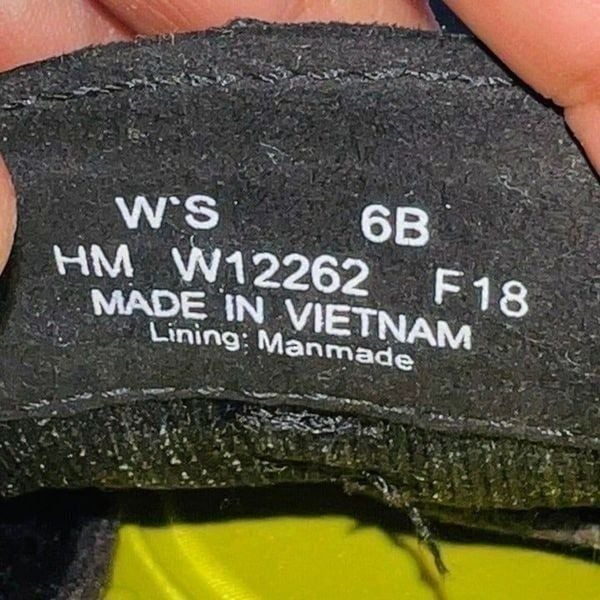 W'S 6B
HM W12262 F18
MADE IN VIETNAM
Lining: Manmade